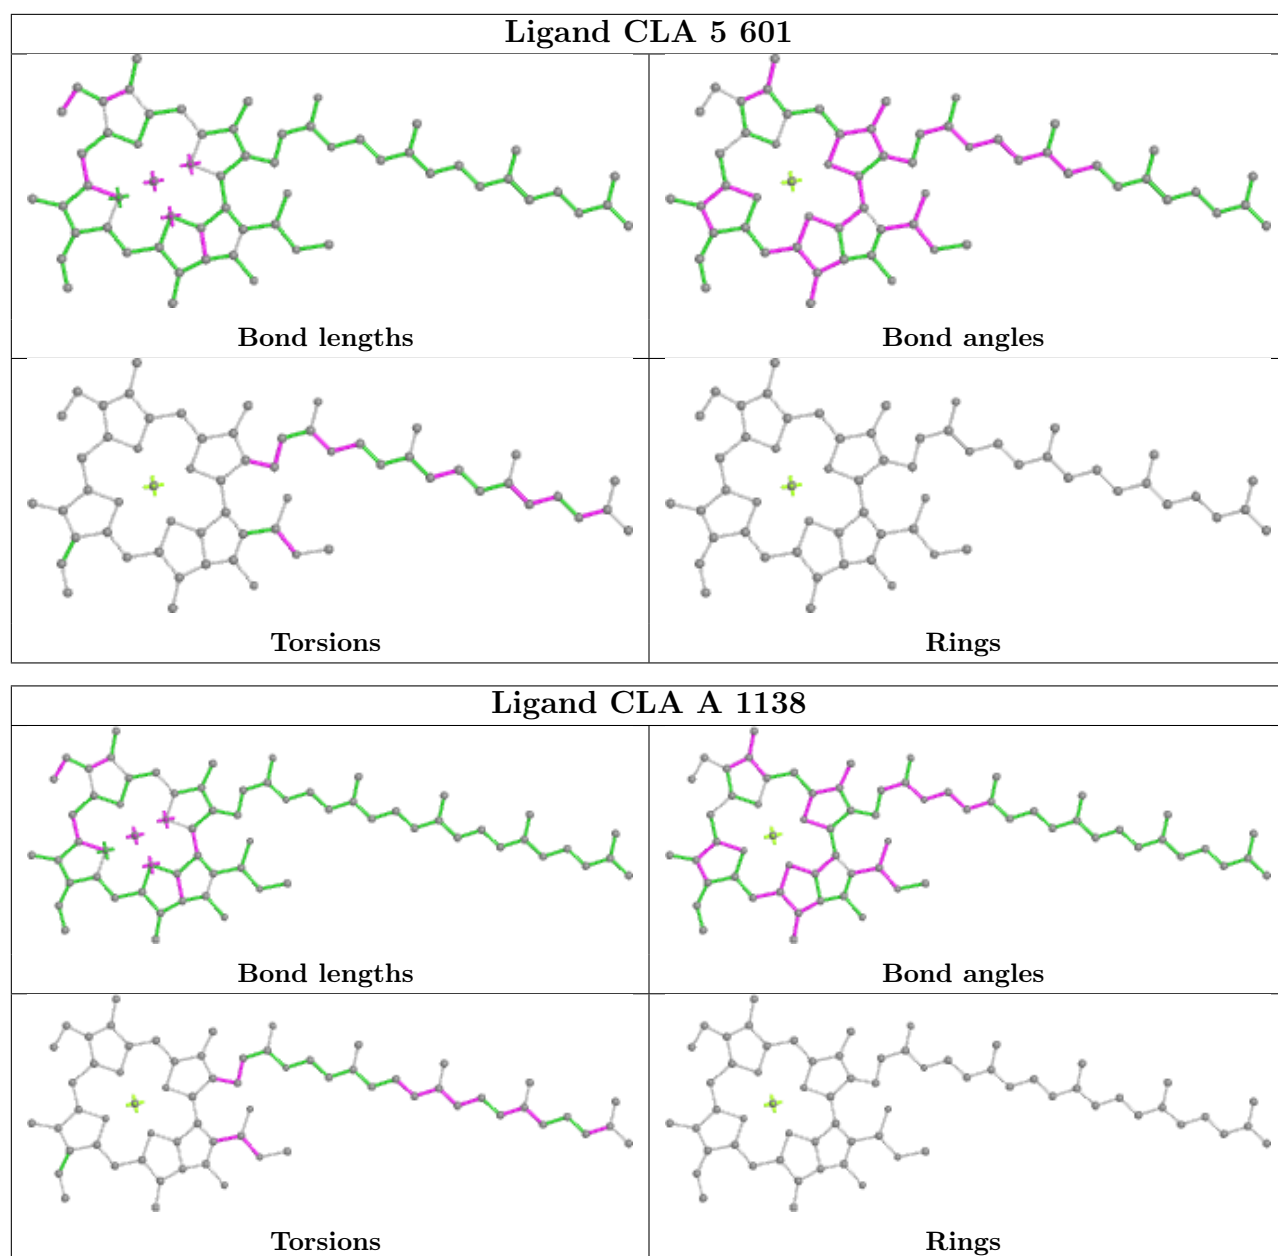 Ligand CLA 5 601
Bond lengths
Bond angles
Torsions
Rings
Ligand CLA A 1138
Bond lengths
Bond angles
Torsions
Rings